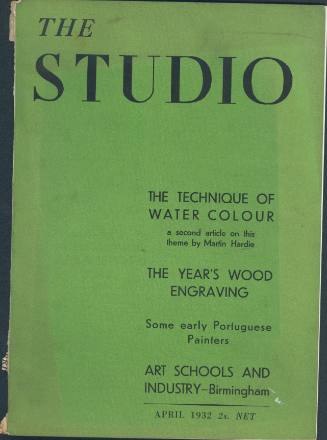 THE
STUDIO
THE TECHNIQUE OF
WATER COLOUR
a second article on this
theme by Martin Hardie
THE YEAR'S WOOD
ENGRAVING
Some early Portuguese
Painters
ART SCHOOLS AND
INDUSTRY—Birmingham
APRIL 1932 2s. NET